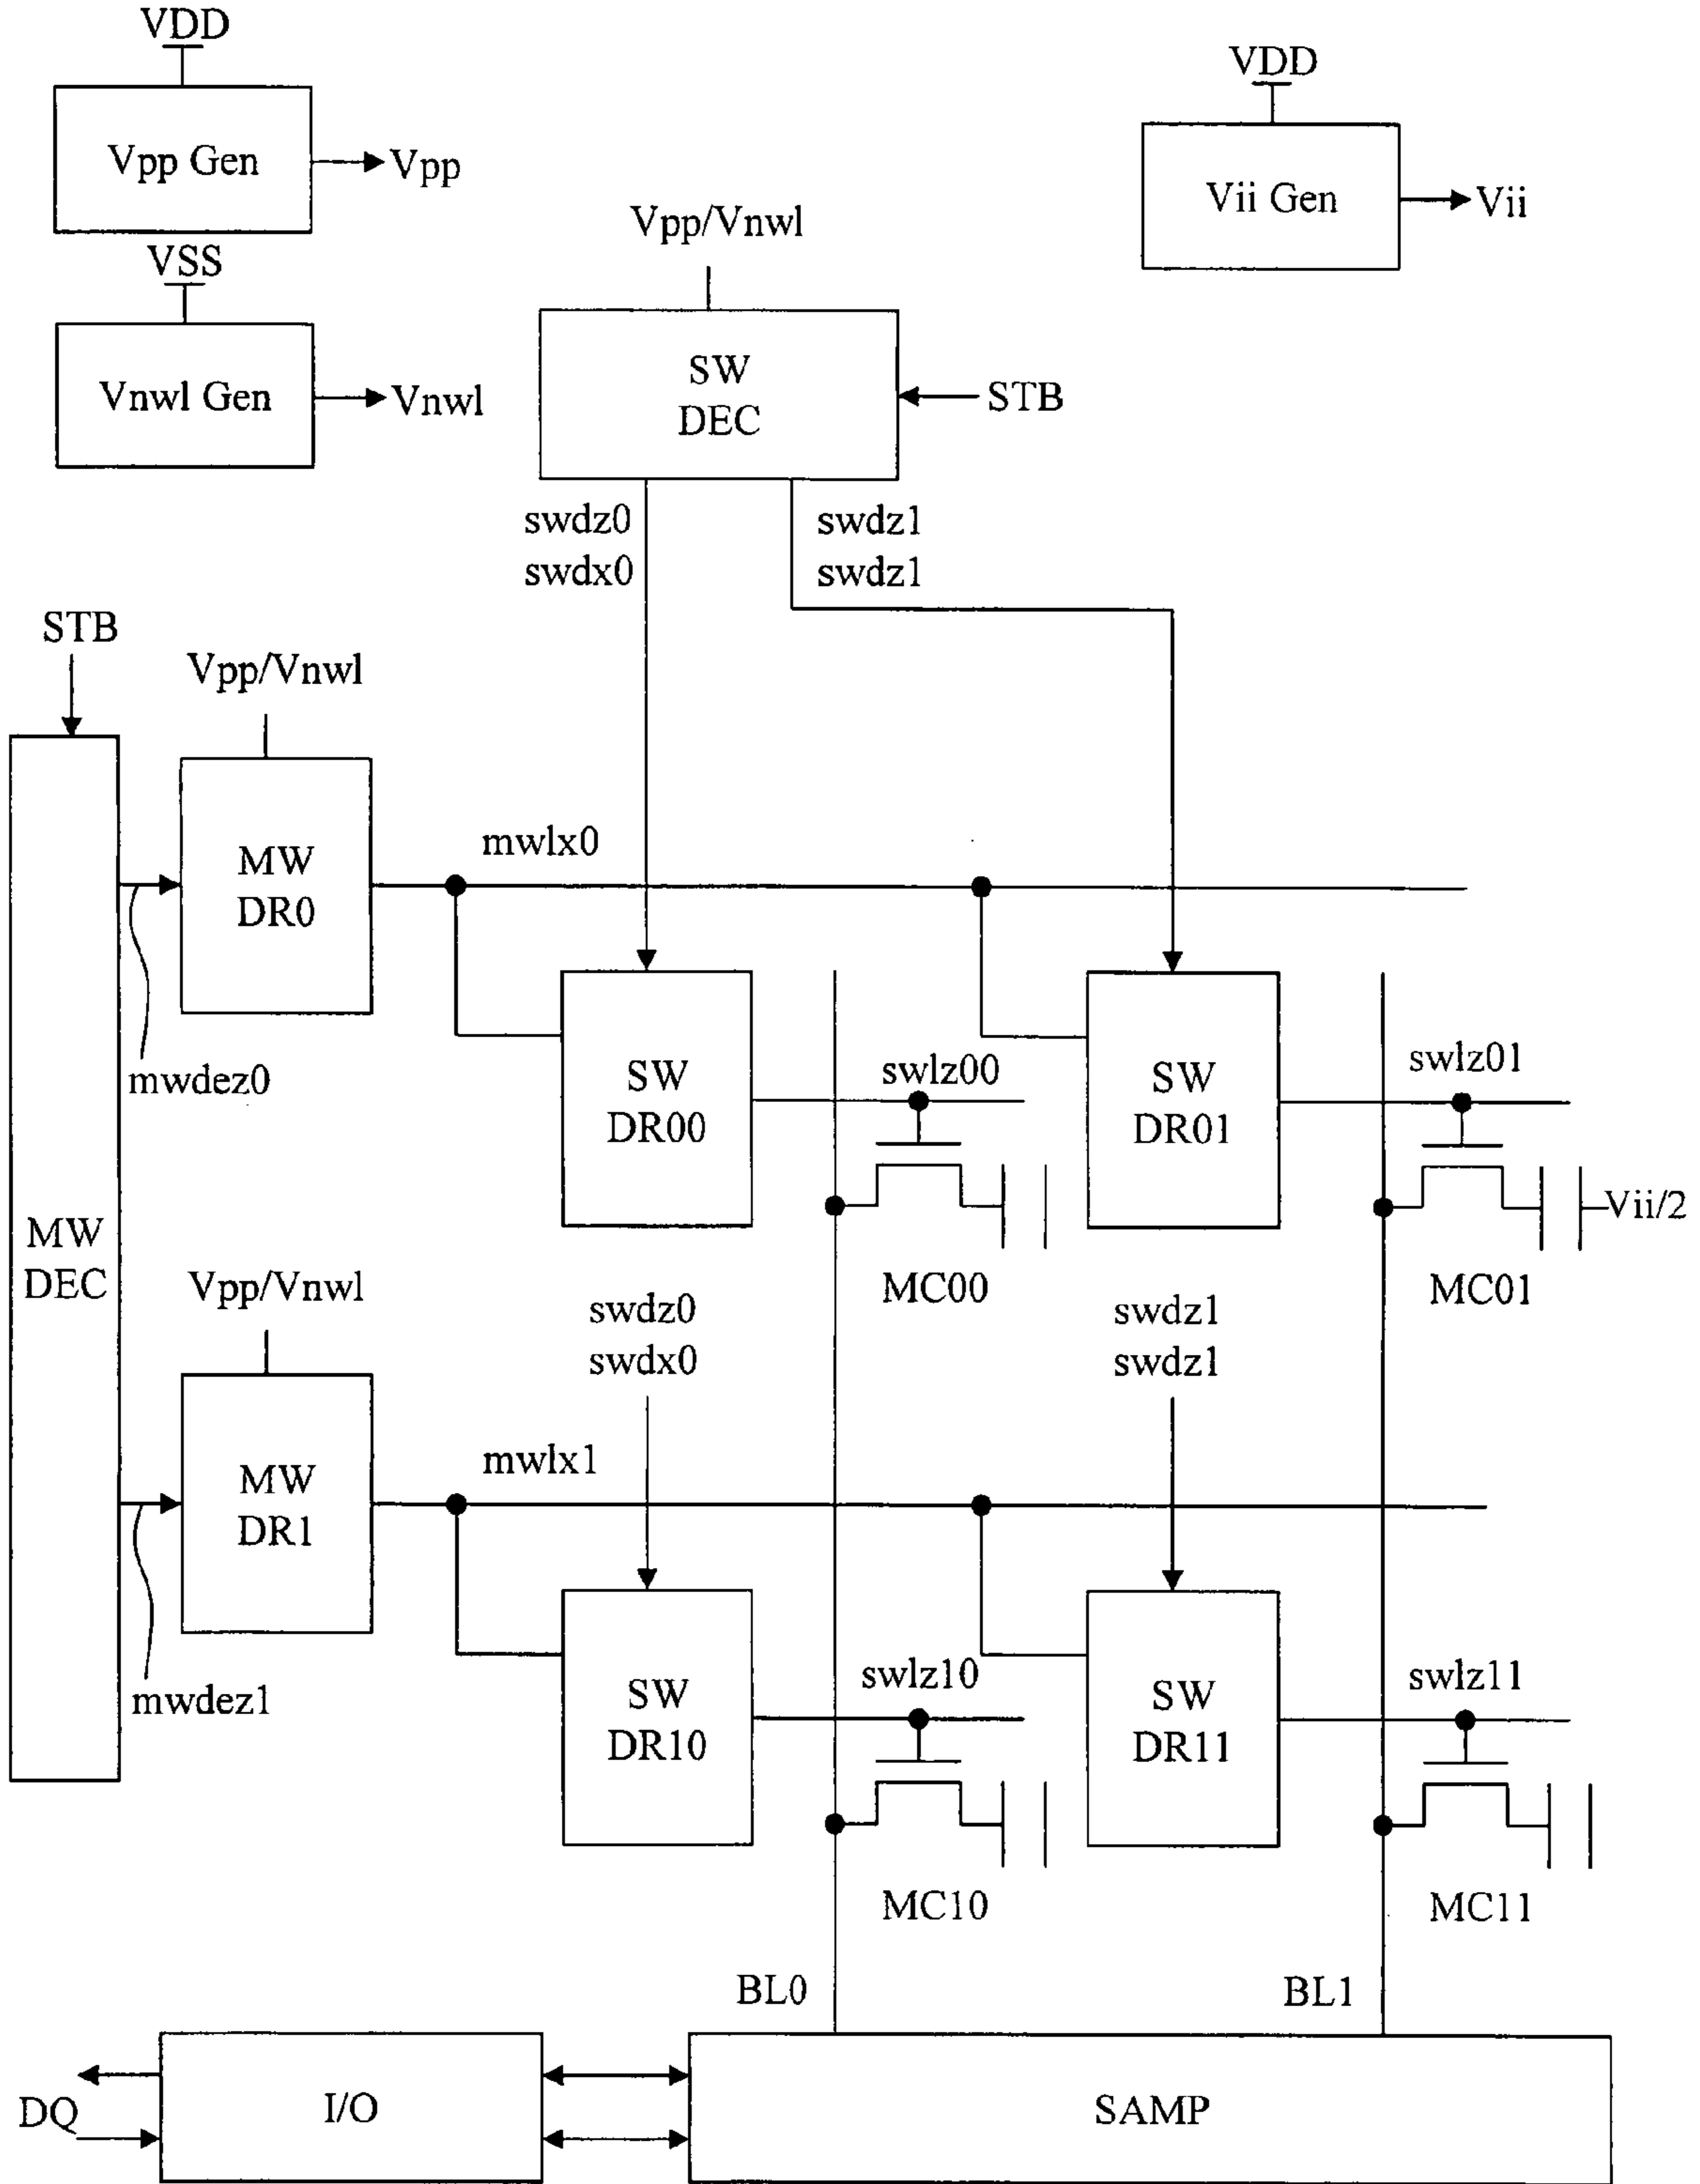 VDD
VDD
Vpp Gen
Vpp
Vii Gen
Vii
Vpp/Vnwl
VSS
Vnwl Gen
Vnwl
SW
DEC
STB
swdz0
swdx0
swdz1
swdz1
STB
Vpp/Vnwl
MW
DR0
mwlx0
mwdez0
SW
DR00
swlz00
SW
DR01
swlz01
Vii/2
MC00
MC01
MW
DEC
Vpp/Vnwl
swdz0
swdx0
swdz1
swdz1
MW
DR1
mwlx1
mwdez1
SW
DR10
swlz10
SW
DR11
swlz11
MC10
MC11
BL0
BL1
DQ
I/O
SAMP